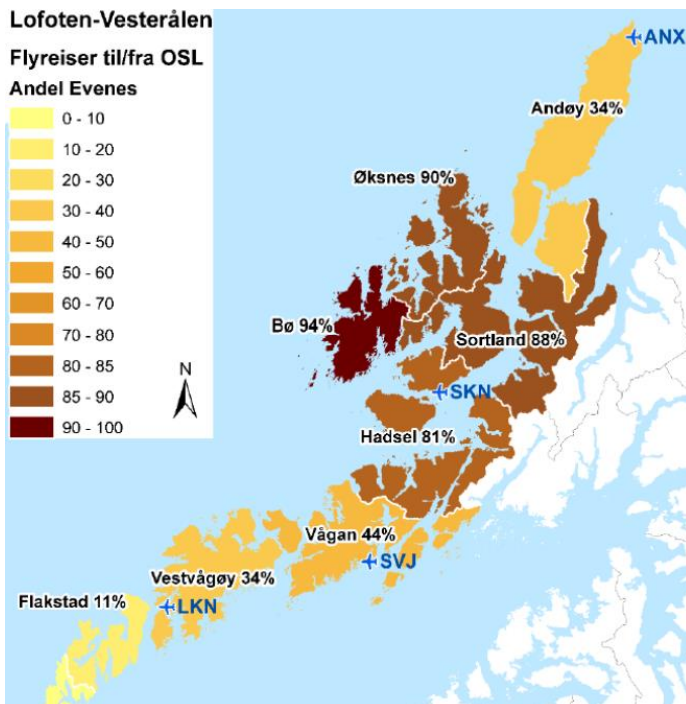 Lofoten-Vesterålen
Flyreiser til/fra OSL
Andel Evenes
0 - 10
10 - 20
20 - 30
30 - 40
40 - 50
50 - 60
60 - 70
70 - 80
80 - 85
85 - 90
90 - 100
N
ANX
Andøy 34%
Øksnes 90%
Bø 94%
Sortland 88%
SKN
Hadsel 81%
Vågan 44%
SVJ
Vestvågøy 34%
Flakstad 11%
LKN